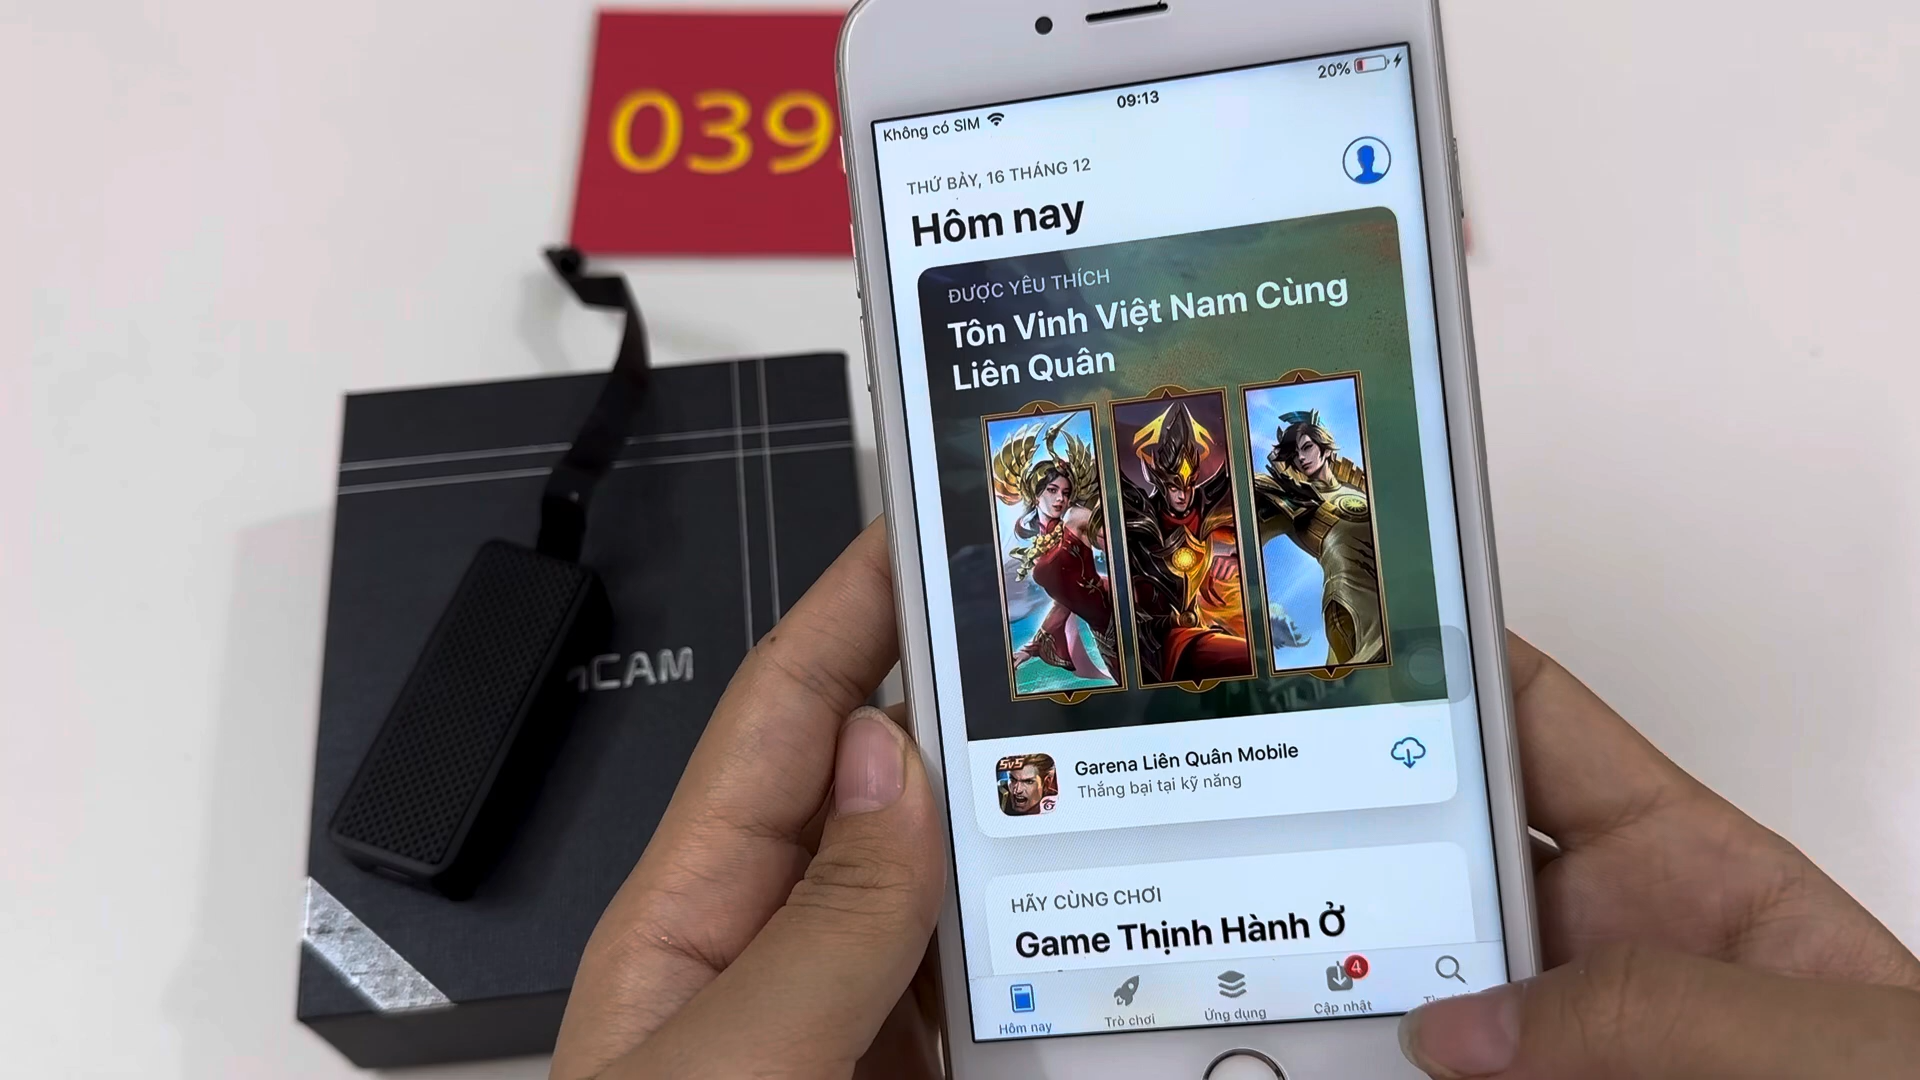 039
Không có SIM
09:13
20%
THỨ BẢY, 16 THÁNG 12
Hôm nay
ĐƯỢC YÊU THÍCH
Tôn Vinh Việt Nam Cùng
Liên Quân
5v5
Garena Liên Quân Mobile
Thắng bại tại kỹ năng
HÃY CÙNG CHƠI
Game Thịnh Hành Ở
4
Hôm nay
Trò chơi
Ứng dụng
Cập nhật
CAM